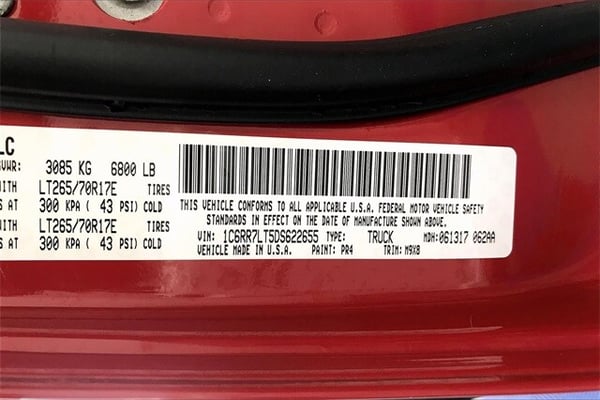 LC
GVWR: 3085 KG 6800 LB
WITH LT265/70R17E TIRES
S AT 300 KPA ( 43 PSI) COLD
WITH LT265/70R17E TIRES
S AT 300 KPA ( 43 PSI) COLD
THIS VEHICLE CONFORMS TO ALL APPLICABLE U.S.A. FEDERAL MOTOR VEHICLE SAFETY
STANDARDS IN EFFECT ON THE DATE OF MANUFACTURE SHOWN ABOVE.
VIN: 1C6RR7LT5DS622655 TYPE: TRUCK MDH: 061317 062AA
VEHICLE MADE IN U.S.A. PAINT: PR4 TRIM: M9X8